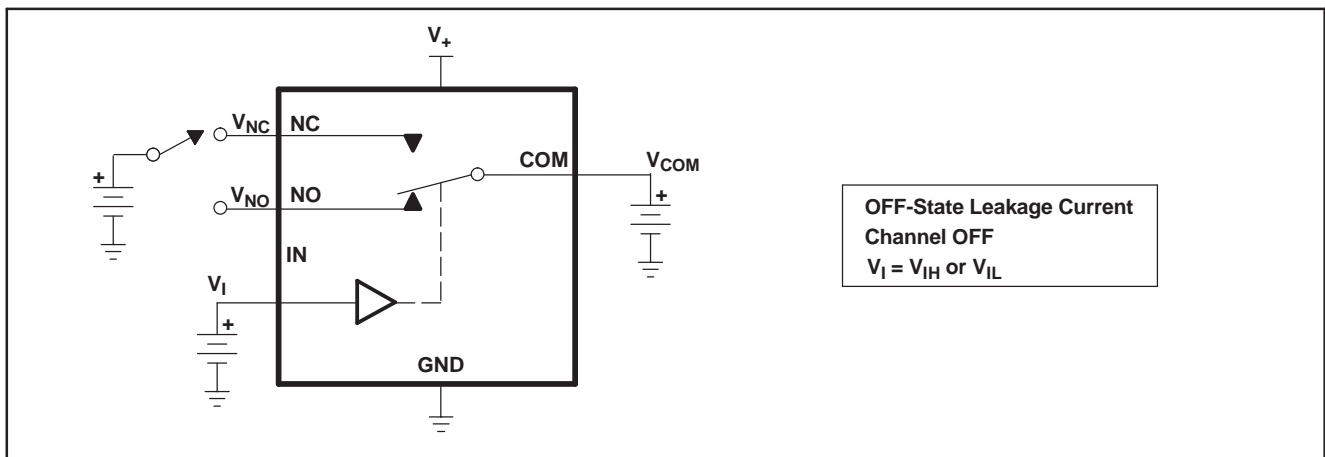 V+
VNC NC
COM VCOM
+
+
VNO NO
OFF-State Leakage Current
Channel OFF
VI = VIH or VIL
IN
VI
+
GND